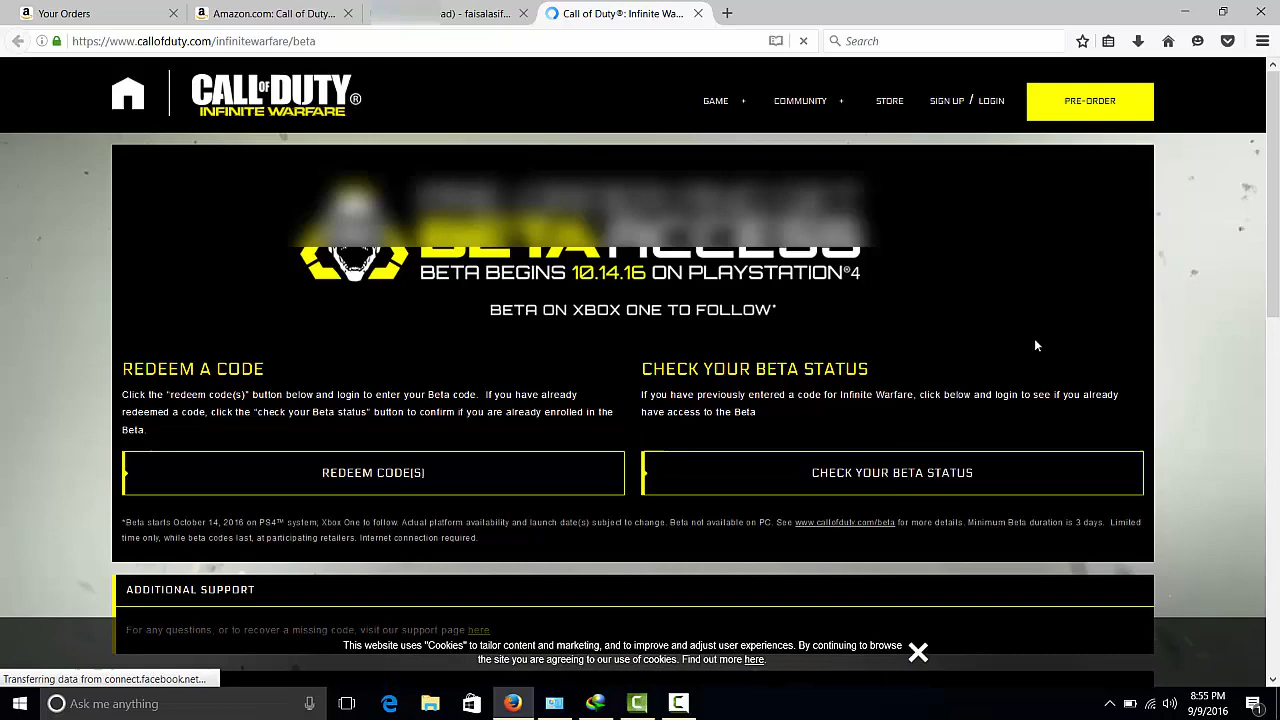 Your Orders
Amazon.com: Call of Duty...
ad) - faisalasif...
Call of Duty®: Infinite Wa...
https://www.callofduty.com/infinitewarfare/beta
Search
CALL OF DUTY®
INFINITE WARFARE
GAME +
COMMUNITY +
STORE
SIGN UP / LOGIN
PRE-ORDER
BETA ACCESS
BETA BEGINS 10.14.16 ON PLAYSTATION®4
BETA ON XBOX ONE TO FOLLOW*
REDEEM A CODE
Click the "redeem code(s)" button below and login to enter your Beta code. If you have already
redeemed a code, click the "check your Beta status" button to confirm if you are already enrolled in the
Beta.
REDEEM CODE(S)
CHECK YOUR BETA STATUS
If you have previously entered a code for Infinite Warfare, click below and login to see if you already
have access to the Beta
CHECK YOUR BETA STATUS
*Beta starts October 14, 2016 on PS4™ system; Xbox One to follow. Actual platform availability and launch date(s) subject to change. Beta not available on PC. See www.callofduty.com/beta for more details. Minimum Beta duration is 3 days. Limited
time only, while beta codes last, at participating retailers. Internet connection required.
ADDITIONAL SUPPORT
For any questions, or to recover a missing code, visit our support page here
This website uses "Cookies" to tailor content and marketing, and to improve and adjust user experiences. By continuing to browse
the site you are agreeing to our use of cookies. Find out more here.
Transferring data from connect.facebook.net...
Ask me anything
8:55 PM
9/9/2016